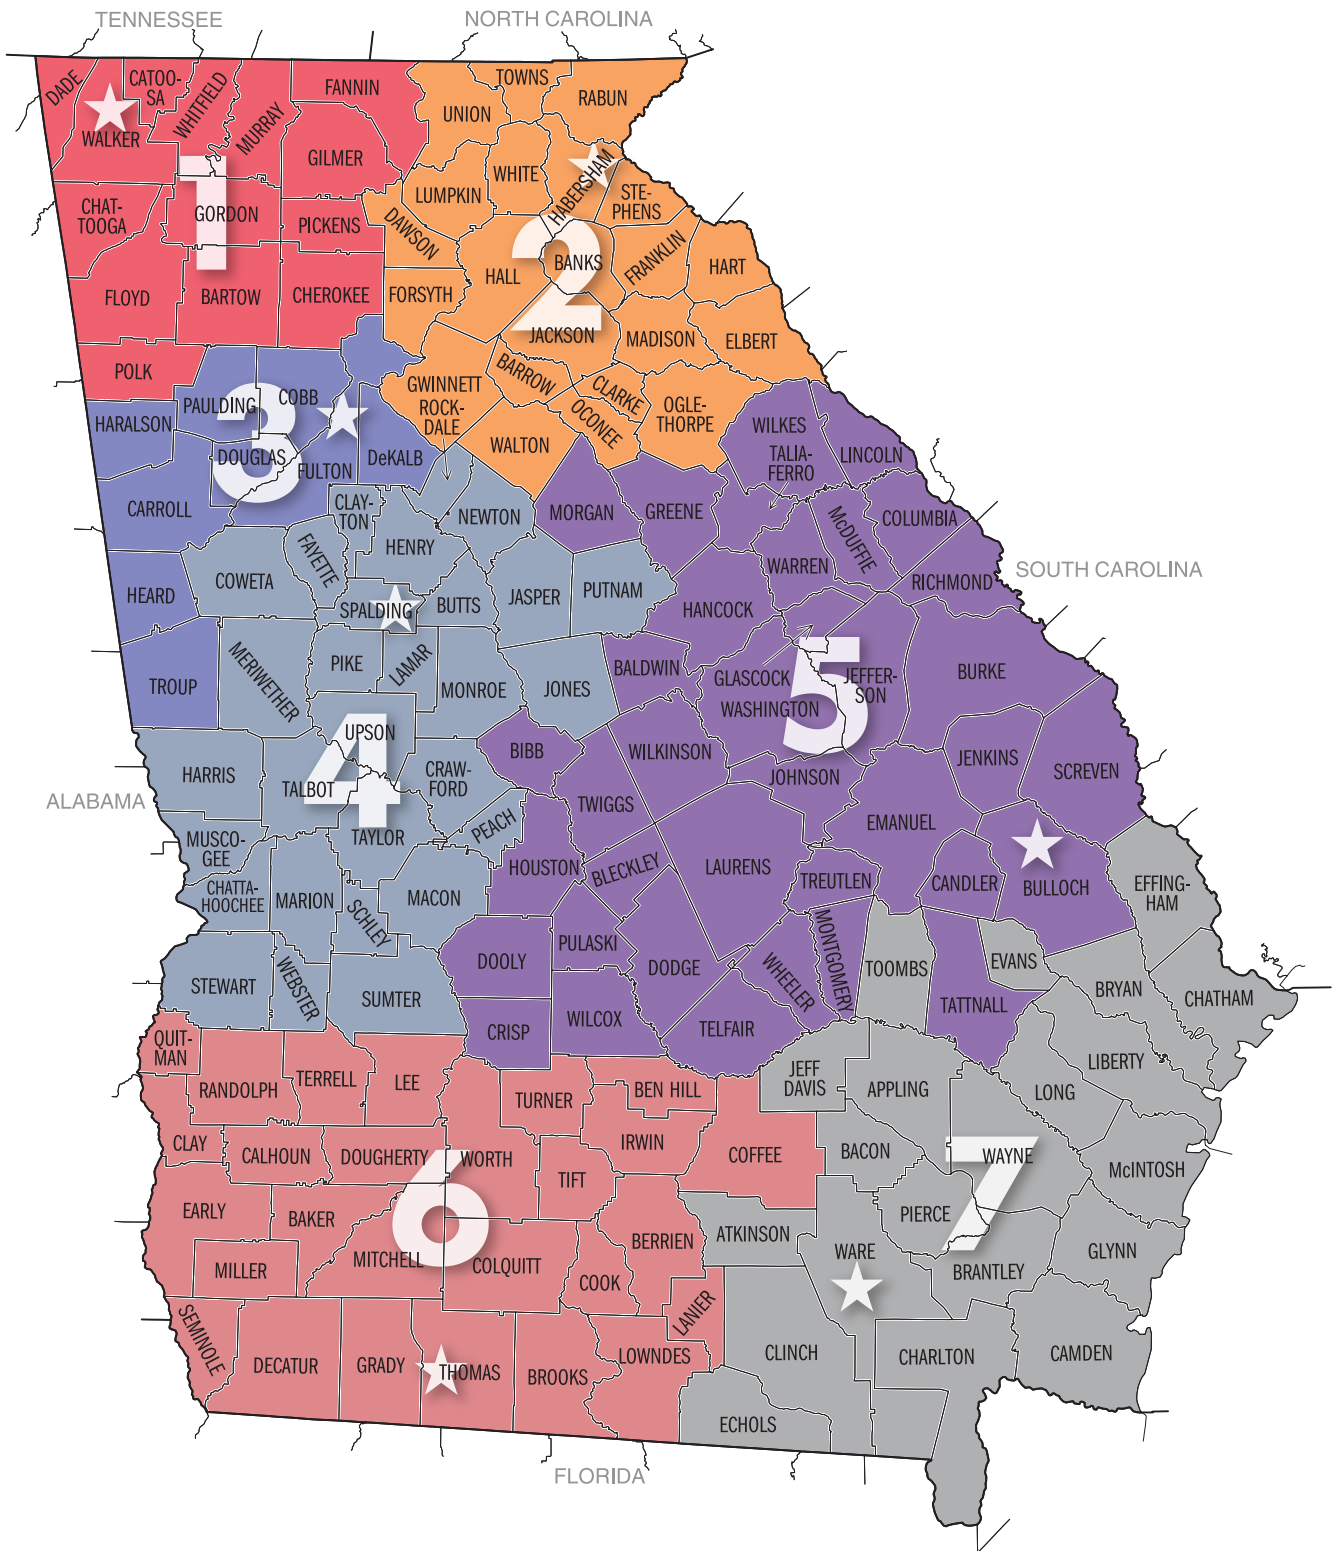 TENNESSEE
NORTH CAROLINA
DADE
CATOO-
SA
WHITFIELD
MURRAY
FANNIN
UNION
TOWNS
RABUN
WALKER
GILMER
WHITE
HABERSHAM
LUMPKIN
STE-
PHENS
1
CHAT-
TOOGA
GORDON
PICKENS
DAWSON
2
HALL
BANKS
FRANKLIN
HART
FLOYD
BARTOW
CHEROKEE
FORSYTH
JACKSON
MADISON
ELBERT
POLK
PAULDING
COBB
GWINNETT
BARROW
CLARKE
OCONEE
OGLE-
THORPE
ROCK-
DALE
HARALSON
3
DOUGLAS
FULTON
DeKALB
WALTON
WILKES
TALIA-
FERRO
LINCOLN
CARROLL
CLAY-
TON
NEWTON
MORGAN
GREENE
McDUFFIE
COLUMBIA
FAYETTE
HENRY
WARREN
RICHMOND
SOUTH CAROLINA
HEARD
COWETA
SPALDING
BUTTS
JASPER
PUTNAM
HANCOCK
TROUP
MERIWETHER
PIKE
LAMAR
MONROE
JONES
BALDWIN
GLASCOCK
WASHINGTON
5
JEFFER-
SON
BURKE
4
UPSON
BIBB
WILKINSON
JENKINS
SCREVEN
HARRIS
TALBOT
CRAW-
FORD
TWIGGS
JOHNSON
ALABAMA
MUSCO-
GEE
TAYLOR
PEACH
EMANUEL
CHATTA-
HOOCHEE
MARION
SCHLEY
MACON
HOUSTON
BLECKLEY
LAURENS
TREUTLEN
CANDLER
BULLOCH
EFFING-
HAM
STEWART
WEBSTER
SUMTER
DOOLY
PULASKI
DODGE
WHEELER
MONTGOMERY
TOOMBS
EVANS
TATTNALL
BRYAN
CHATHAM
CRISP
WILCOX
TELFAIR
QUIT-
MAN
RANDOLPH
TERRELL
LEE
TURNER
BEN HILL
JEFF
DAVIS
APPLING
LONG
LIBERTY
CLAY
CALHOUN
DOUGHERTY
WORTH
IRWIN
COFFEE
BACON
WAYNE
McINTOSH
6
TIFT
7
EARLY
BAKER
MITCHELL
COLQUITT
BERRIEN
ATKINSON
WARE
PIERCE
BRANTLEY
GLYNN
MILLER
COOK
LANIER
SEMINOLE
DECATUR
GRADY
THOMAS
BROOKS
LOWNDES
CLINCH
CHARLTON
CAMDEN
ECHOLS
FLORIDA